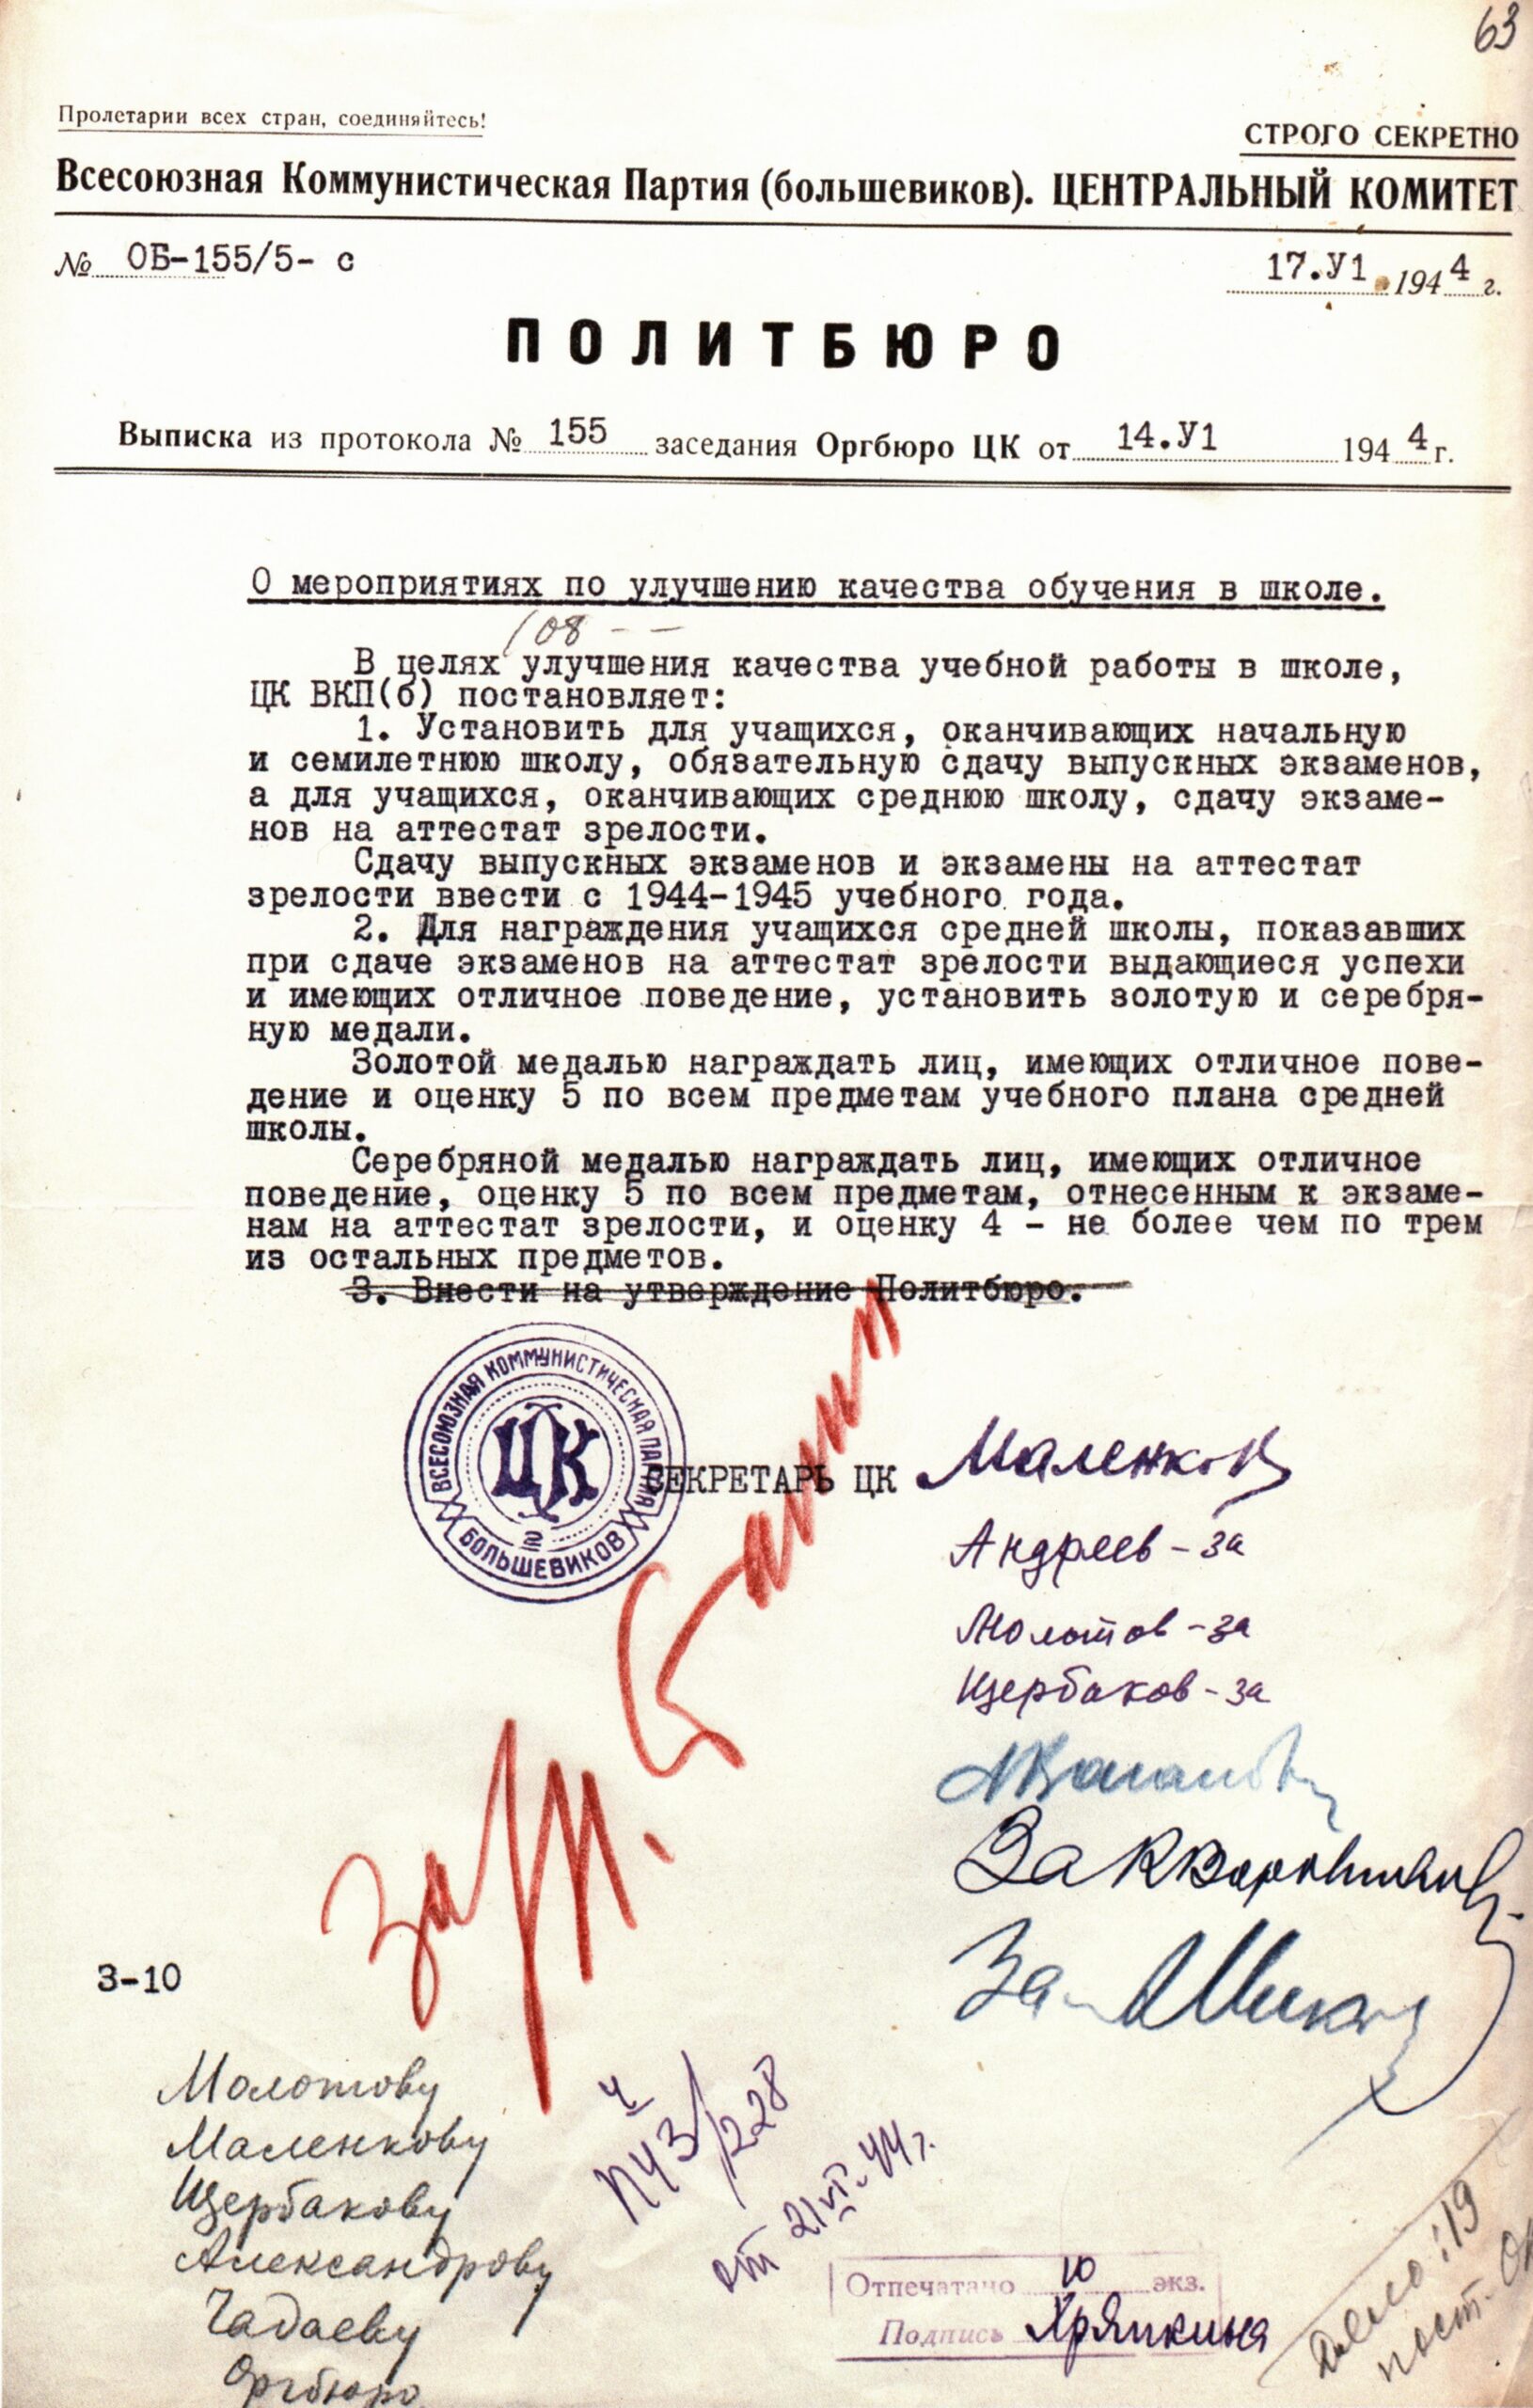 63
Пролетарии всех стран, соединяйтесь!
СТРОГО СЕКРЕТНО
Всесоюзная Коммунистическая Партия (большевиков). ЦЕНТРАЛЬНЫЙ КОМИТЕТ
№ ОБ-155/5- с
17.У1 1944 г.
ПОЛИТБЮРО
Выписка из протокола № 155 заседания Оргбюро ЦК от 14.У1 1944 г.
О мероприятиях по улучшению качества обучения в школе.
108 - -
В целях улучшения качества учебной работы в школе,
ЦК ВКП(б) постановляет:
1. Установить для учащихся, оканчивающих начальную
и семилетнюю школу, обязательную сдачу выпускных экзаменов,
а для учащихся, оканчивающих среднюю школу, сдачу экзаме-
нов на аттестат зрелости.
Сдачу выпускных экзаменов и экзамены на аттестат
зрелости ввести с 1944-1945 учебного года.
2. Для награждения учащихся средней школы, показавших
при сдаче экзаменов на аттестат зрелости выдающиеся успехи
и имеющих отличное поведение, установить золотую и серебря-
ную медали.
Золотой медалью награждать лиц, имеющих отличное пове-
дение и оценку 5 по всем предметам учебного плана средней
школы.
Серебряной медалью награждать лиц, имеющих отличное
поведение, оценку 5 по всем предметам, отнесенным к экзаме-
нам на аттестат зрелости, и оценку 4 - не более чем по трем
из остальных предметов.
3. Внести на утверждение Политбюро.
ВСЕСОЮЗНАЯ КОММУНИСТИЧЕСКАЯ ПАРТИЯ
ЦК
БОЛЬШЕВИКОВ
СЕКРЕТАРЬ ЦК Маленков
Андреев - за
Молотов - за
Щербаков - за
Л Каганович
За К Ворошилов
За А Микоян
за И. Сталин
3-10
Молотову
Маленкову
Щербакову
Александрову
Чадаеву
Оргбюро
П43/228
от 21 VI. 44 г.
Отпечатано 10 экз.
Подпись Хряпкина